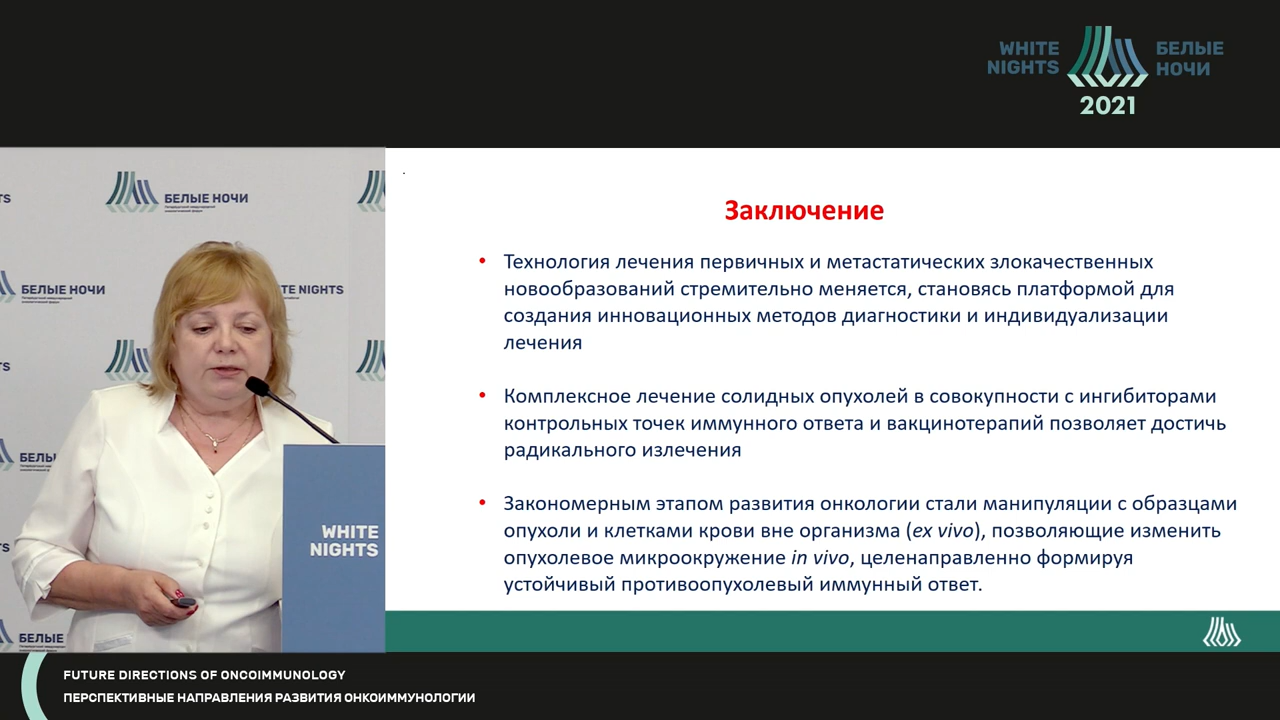 WHITE
NIGHTS
БЕЛЫЕ
НОЧИ
2021
TS
БЕЛЫЕ НОЧИ
БЕЛЫЕ НОЧИ
TE NIGHTS
TS
БЕЛЫ
TS
БЕЛЫЕ
WHITE
NIGHTS
Заключение
• Технология лечения первичных и метастатических злокачественных
новообразований стремительно меняется, становясь платформой для
создания инновационных методов диагностики и индивидуализации
лечения
• Комплексное лечение солидных опухолей в совокупности с ингибиторами
контрольных точек иммунного ответа и вакцинотерапий позволяет достичь
радикального излечения
• Закономерным этапом развития онкологии стали манипуляции с образцами
опухоли и клетками крови вне организма (ex vivo), позволяющие изменить
опухолевое микроокружение in vivo, целенаправленно формируя
устойчивый противоопухолевый иммунный ответ.
FUTURE DIRECTIONS OF ONCOIMMUNOLOGY
ПЕРСПЕКТИВНЫЕ НАПРАВЛЕНИЯ РАЗВИТИЯ ОНКОИММУНОЛОГИИ